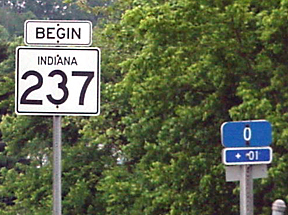 BEGIN
INDIANA
237
0
+ -01